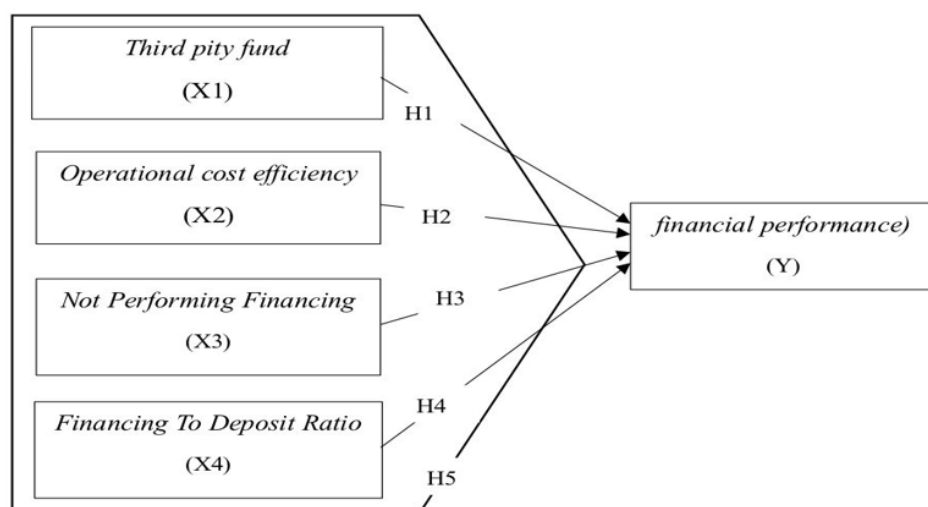 Third pity fund
(X1)
H1
Operational cost efficiency
(X2)
H2
financial performance)
(Y)
Not Performing Financing
(X3)
H3
Financing To Deposit Ratio
(X4)
H4
H5